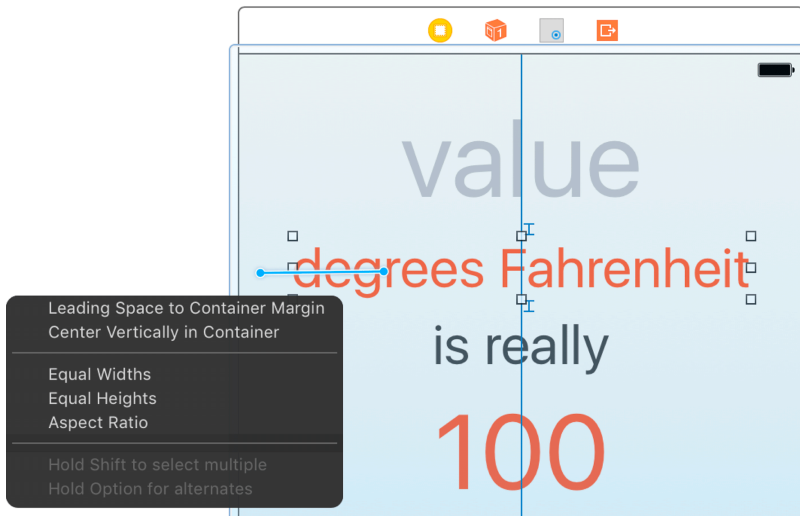 1
value
degrees Fahrenheit
is really
100
Leading Space to Container Margin
Center Vertically in Container
Equal Widths
Equal Heights
Aspect Ratio
Hold Shift to select multiple
Hold Option for alternates